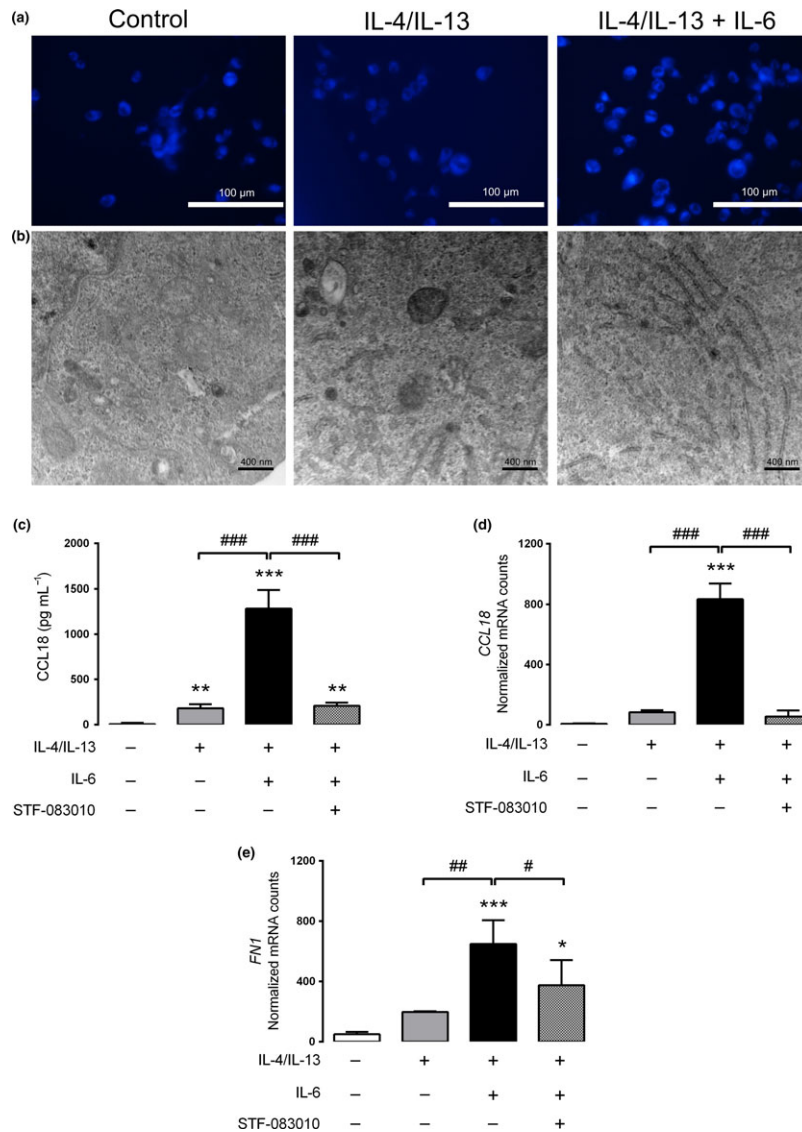 (a) Control IL-4/IL-13 IL-4/IL-13 + IL-6
100 µm 100 µm 100 µm
(b)
400 nm 400 nm 400 nm
(c)
CCL18 (pg mL⁻¹)
2000
1500
1000
500
0
### ###
** *** **
IL-4/IL-13 – + + +
IL-6 – – + +
STF-083010 – – – +
(d)
CCL18
Normalized mRNA counts
1200
800
400
0
### ###
***
IL-4/IL-13 – + + +
IL-6 – – + +
STF-083010 – – – +
(e)
FN1
Normalized mRNA counts
1200
800
400
0
## #
*** *
IL-4/IL-13 – + + +
IL-6 – – + +
STF-083010 – – – +